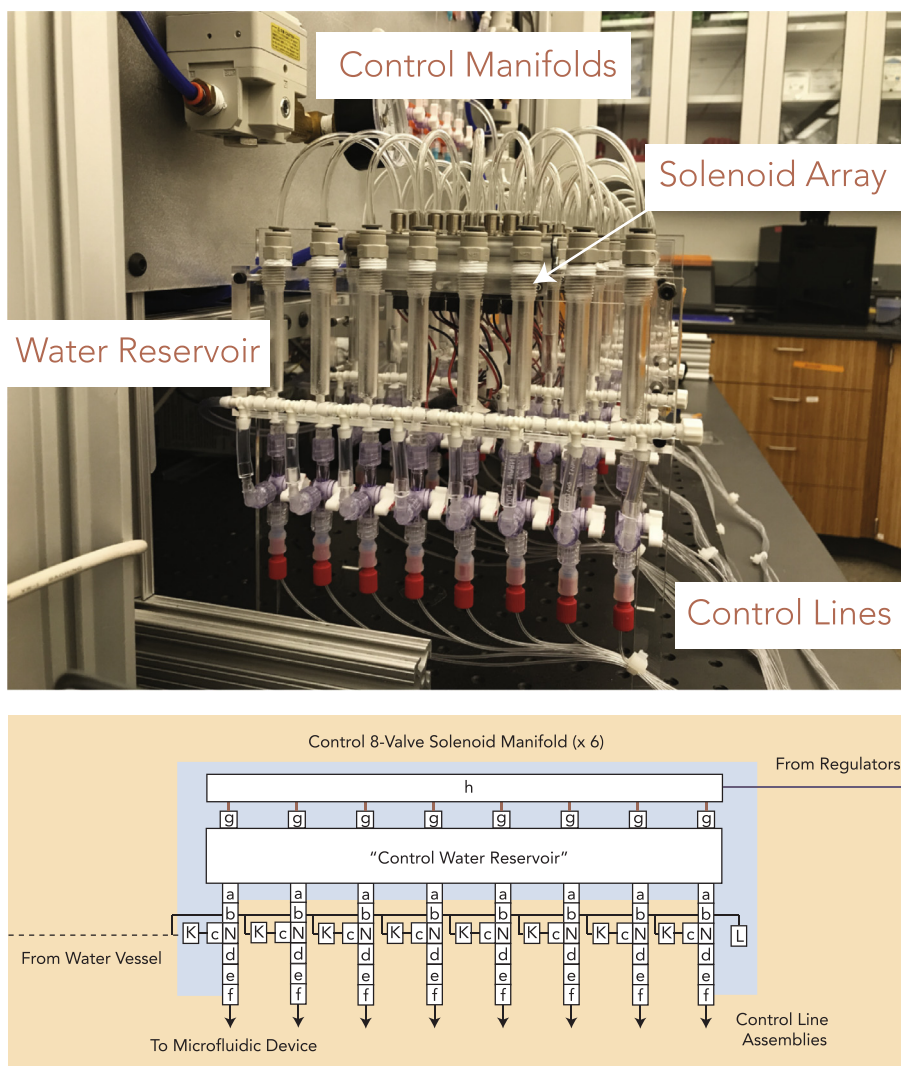 Control Manifolds
Solenoid Array
Water Reservoir
Control Lines
Control 8-Valve Solenoid Manifold (x 6)
From Regulators
h
g g g g g g g g
“Control Water Reservoir”
a a a a a a a a
b b b b b b b b
K c N K c N K c N K c N K c N K c N K c N K c N L
d d d d d d d d
From Water Vessel
e e e e e e e e
f f f f f f f f
To Microfluidic Device
Control Line
Assemblies